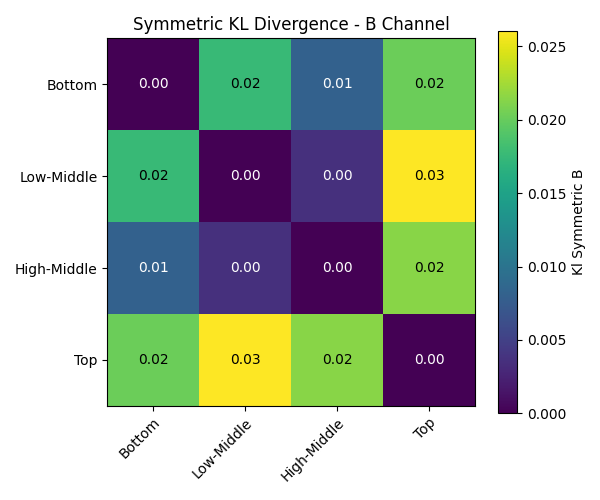 Symmetric KL Divergence - B Channel
Bottom 0.00 0.02 0.01 0.02
Low-Middle 0.02 0.00 0.00 0.03
High-Middle 0.01 0.00 0.00 0.02
Top 0.02 0.03 0.02 0.00
Bottom Low-Middle High-Middle Top
0.025
0.020
0.015
0.010
0.005
0.000
Kl Symmetric B